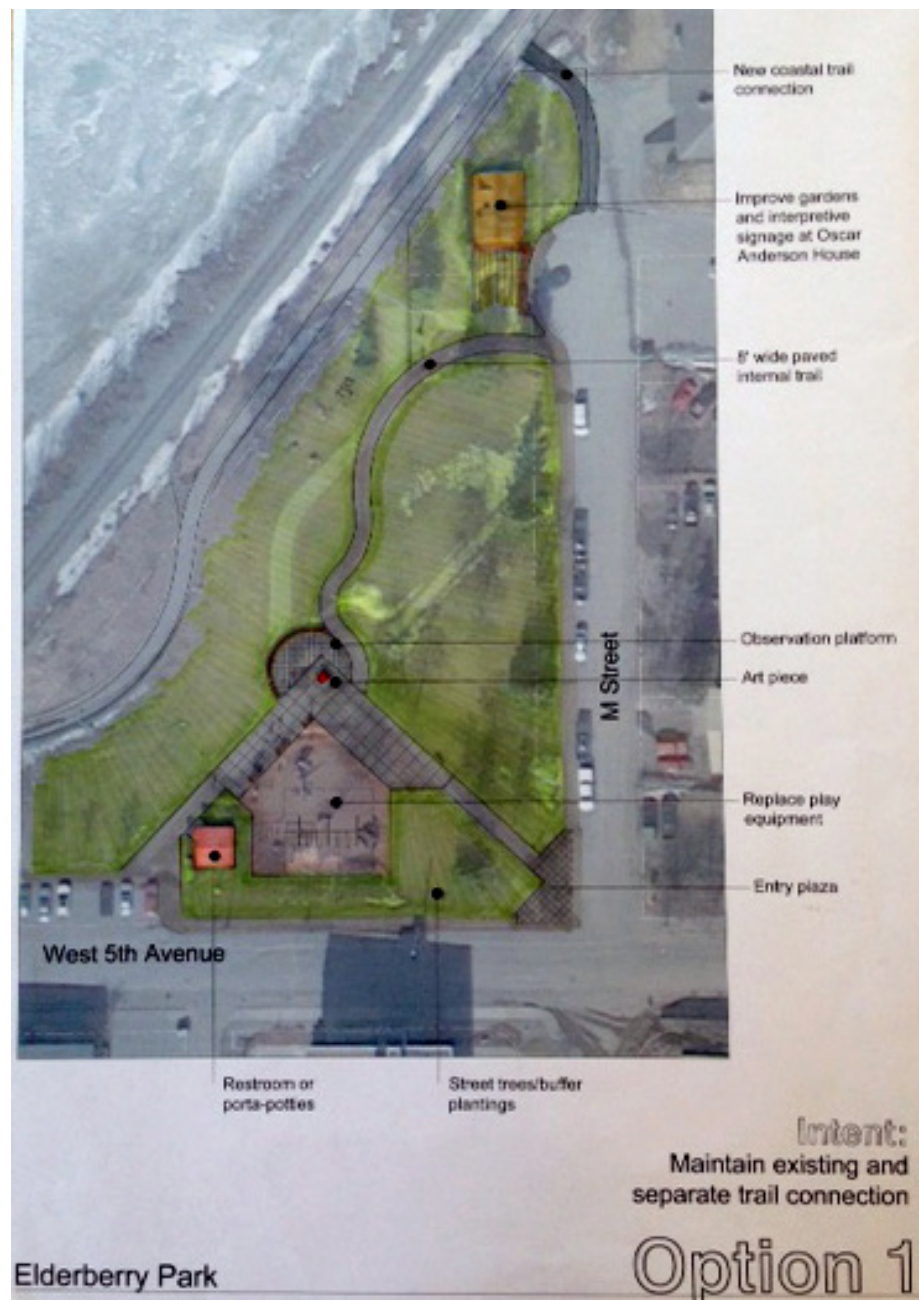 New coastal trail
connection
Improve gardens
and interpretive
signage at Oscar
Anderson House
8' wide paved
internal trail
Observation platform
Art piece
M Street
Replace play
equipment
Entry plaza
West 5th Avenue
Restroom or
porta-potties
Street trees/buffer
plantings
Intent:
Maintain existing and
separate trail connection
Elderberry Park
Option 1